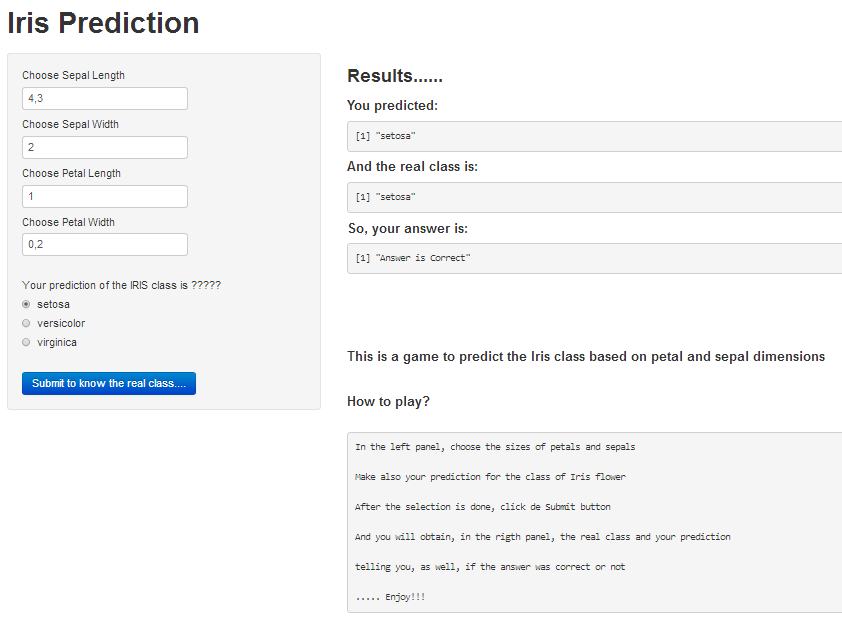 Iris Prediction
Choose Sepal Length
4,3
Choose Sepal Width
2
Choose Petal Length
1
Choose Petal Width
0,2
Your prediction of the IRIS class is ?????
setosa
versicolor
virginica
Submit to know the real class....
Results......
You predicted:
[1] "setosa"
And the real class is:
[1] "setosa"
So, your answer is:
[1] "Answer is Correct"
This is a game to predict the Iris class based on petal and sepal dimensions
How to play?
In the left panel, choose the sizes of petals and sepals
Make also your prediction for the class of Iris flower
After the selection is done, click de Submit button
And you will obtain, in the rigth panel, the real class and your prediction
telling you, as well, if the answer was correct or not
..... Enjoy!!!